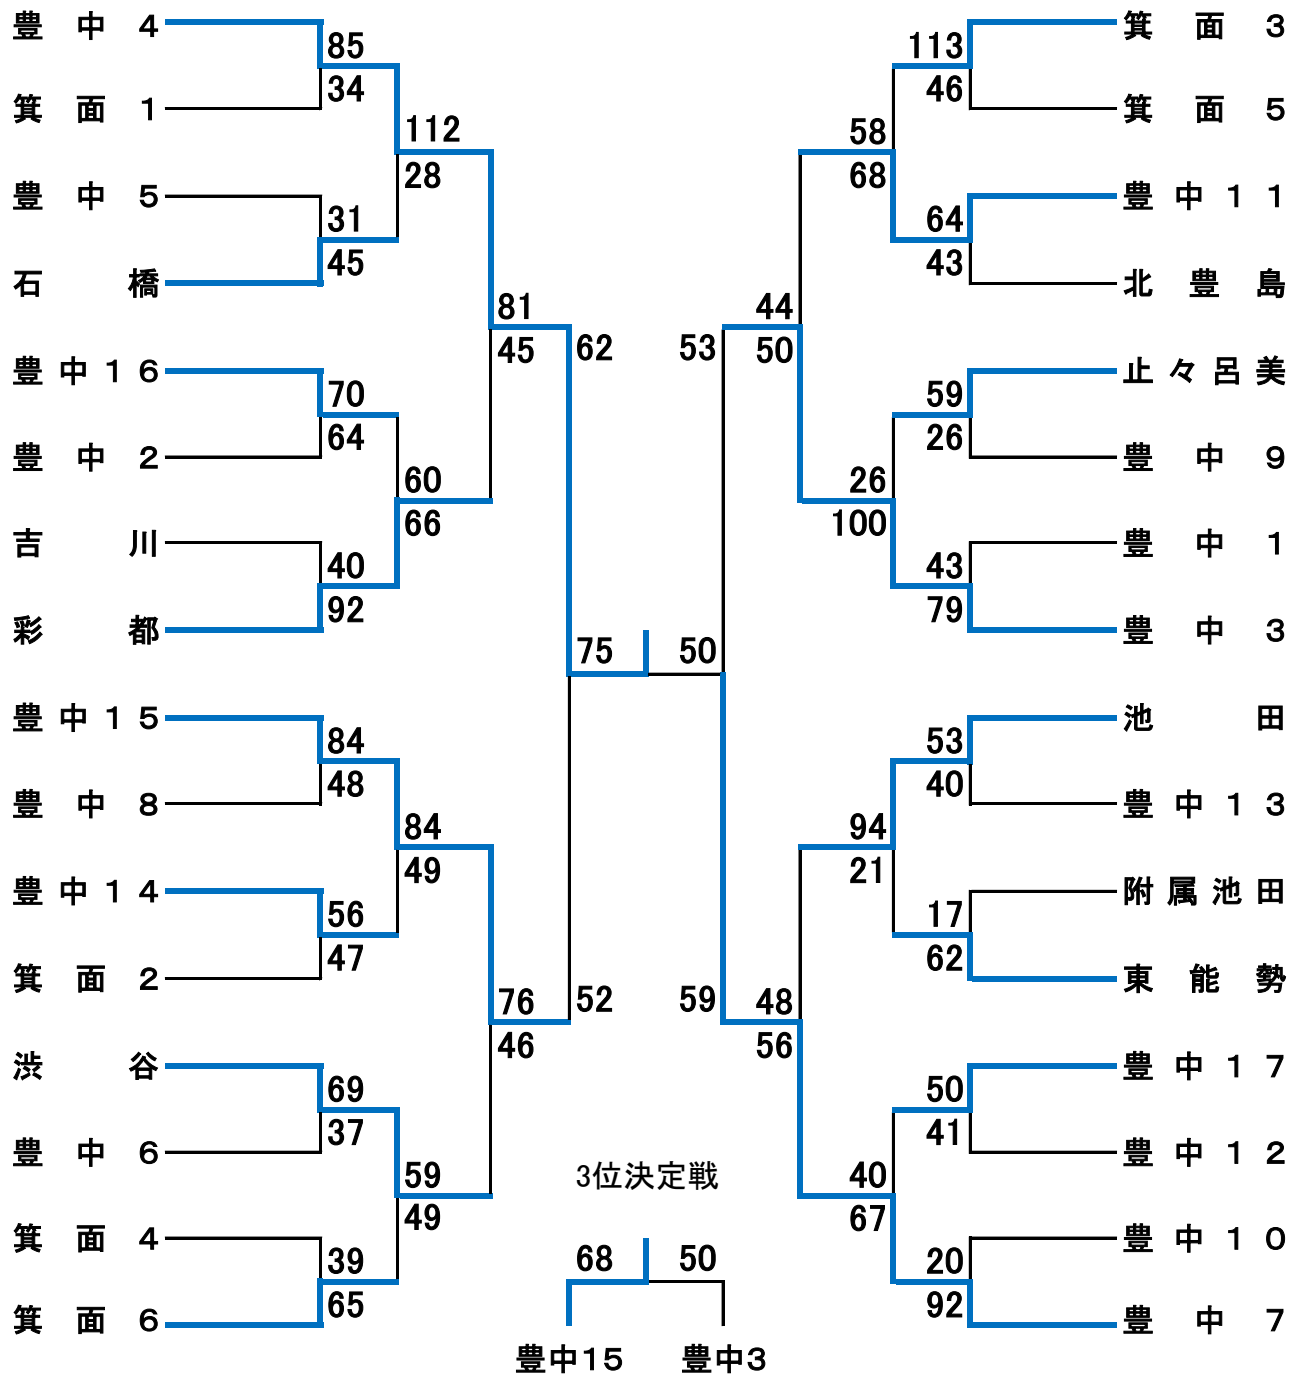 豊中4
85
34
箕面1
112
28
豊中5
31
45
石橋
81
45
豊中16
70
64
豊中2
60
66
吉川
40
92
彩都
62
75
52
豊中15
84
48
豊中8
84
49
豊中14
56
47
箕面2
76
46
渋谷
69
37
豊中6
59
49
箕面4
39
65
箕面6
箕面3
113
46
箕面5
58
68
豊中11
64
43
北豊島
44
50
止々呂美
59
26
豊中9
26
100
豊中1
43
79
豊中3
53
50
59
池田
53
40
豊中13
94
21
附属池田
17
62
東能勢
48
56
豊中17
50
41
豊中12
40
67
豊中10
20
92
豊中7
3位決定戦
68 50
豊中15 豊中3